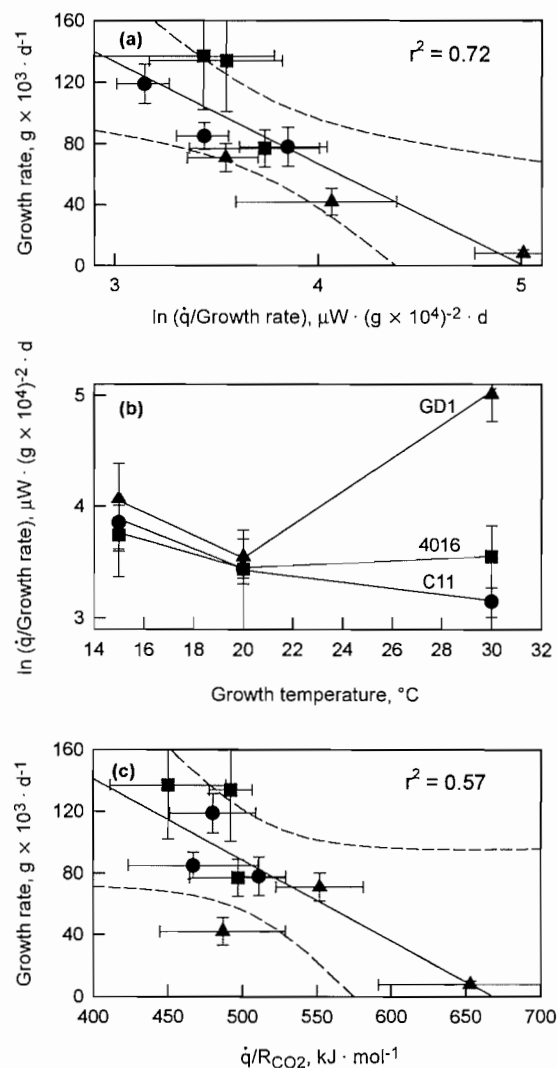 (a)
r² = 0.72
Growth rate, g × 10³ · d⁻¹
160
120
80
40
0
3 4 5
ln (q̇/Growth rate), μW · (g × 10⁴)⁻² · d
(b)
GD1
4016
C11
ln (q̇/Growth rate), μW · (g × 10⁴)⁻² · d
5
4
3
14 16 18 20 22 24 26 28 30 32
Growth temperature, °C
(c)
r² = 0.57
Growth rate, g × 10³ · d⁻¹
160
120
80
40
0
400 450 500 550 600 650 700
q̇/R_CO2, kJ · mol⁻¹